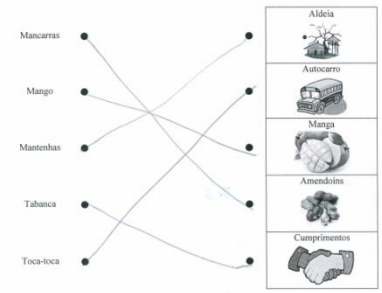 Mancarras
Mango
Mantenhas
Tabanca
Toca-toca
Aldeia
Autocarro
Manga
Amendoins
Cumprimentos